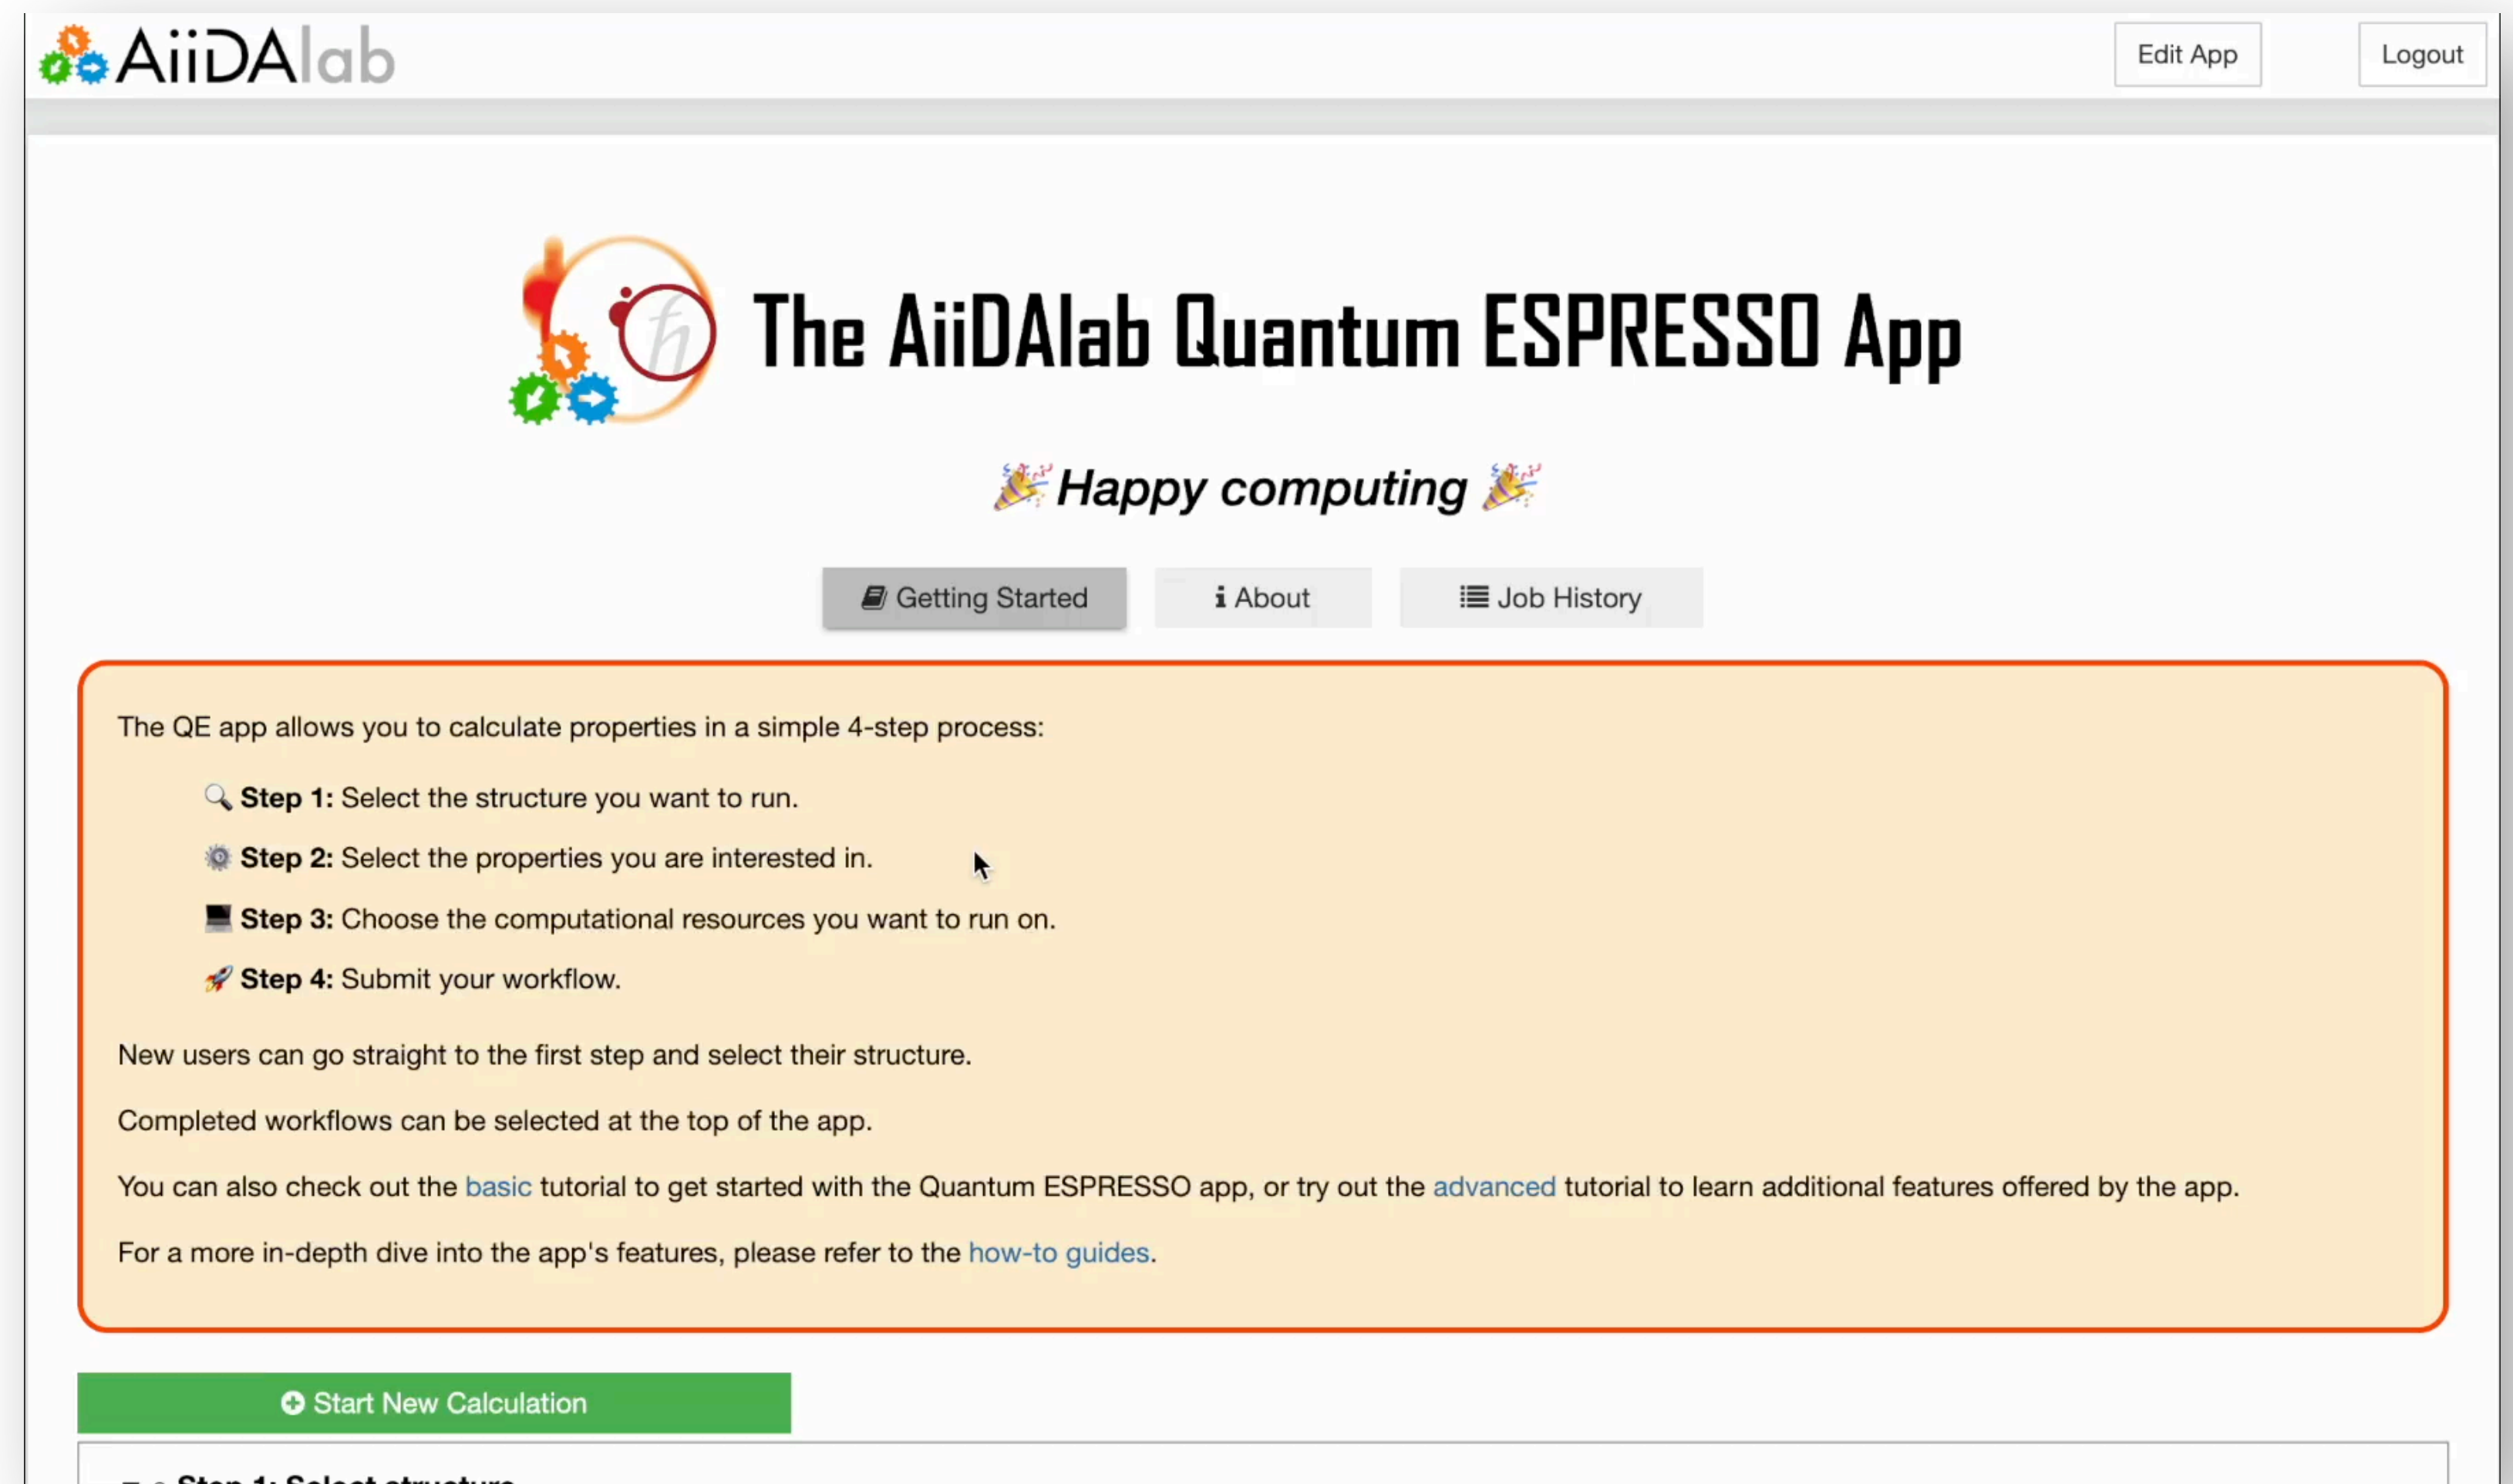 AiiDAlab
Edit App
Logout
ℏ
The AiiDAlab Quantum ESPRESSO App
🎉 Happy computing 🎉
Getting Started
About
Job History
The QE app allows you to calculate properties in a simple 4-step process:
🔍 Step 1: Select the structure you want to run.
⚙️ Step 2: Select the properties you are interested in.
💻 Step 3: Choose the computational resources you want to run on.
🚀 Step 4: Submit your workflow.
New users can go straight to the first step and select their structure.
Completed workflows can be selected at the top of the app.
You can also check out the basic tutorial to get started with the Quantum ESPRESSO app, or try out the advanced tutorial to learn additional features offered by the app.
For a more in-depth dive into the app's features, please refer to the how-to guides.
Start New Calculation
Step 1: Select structure